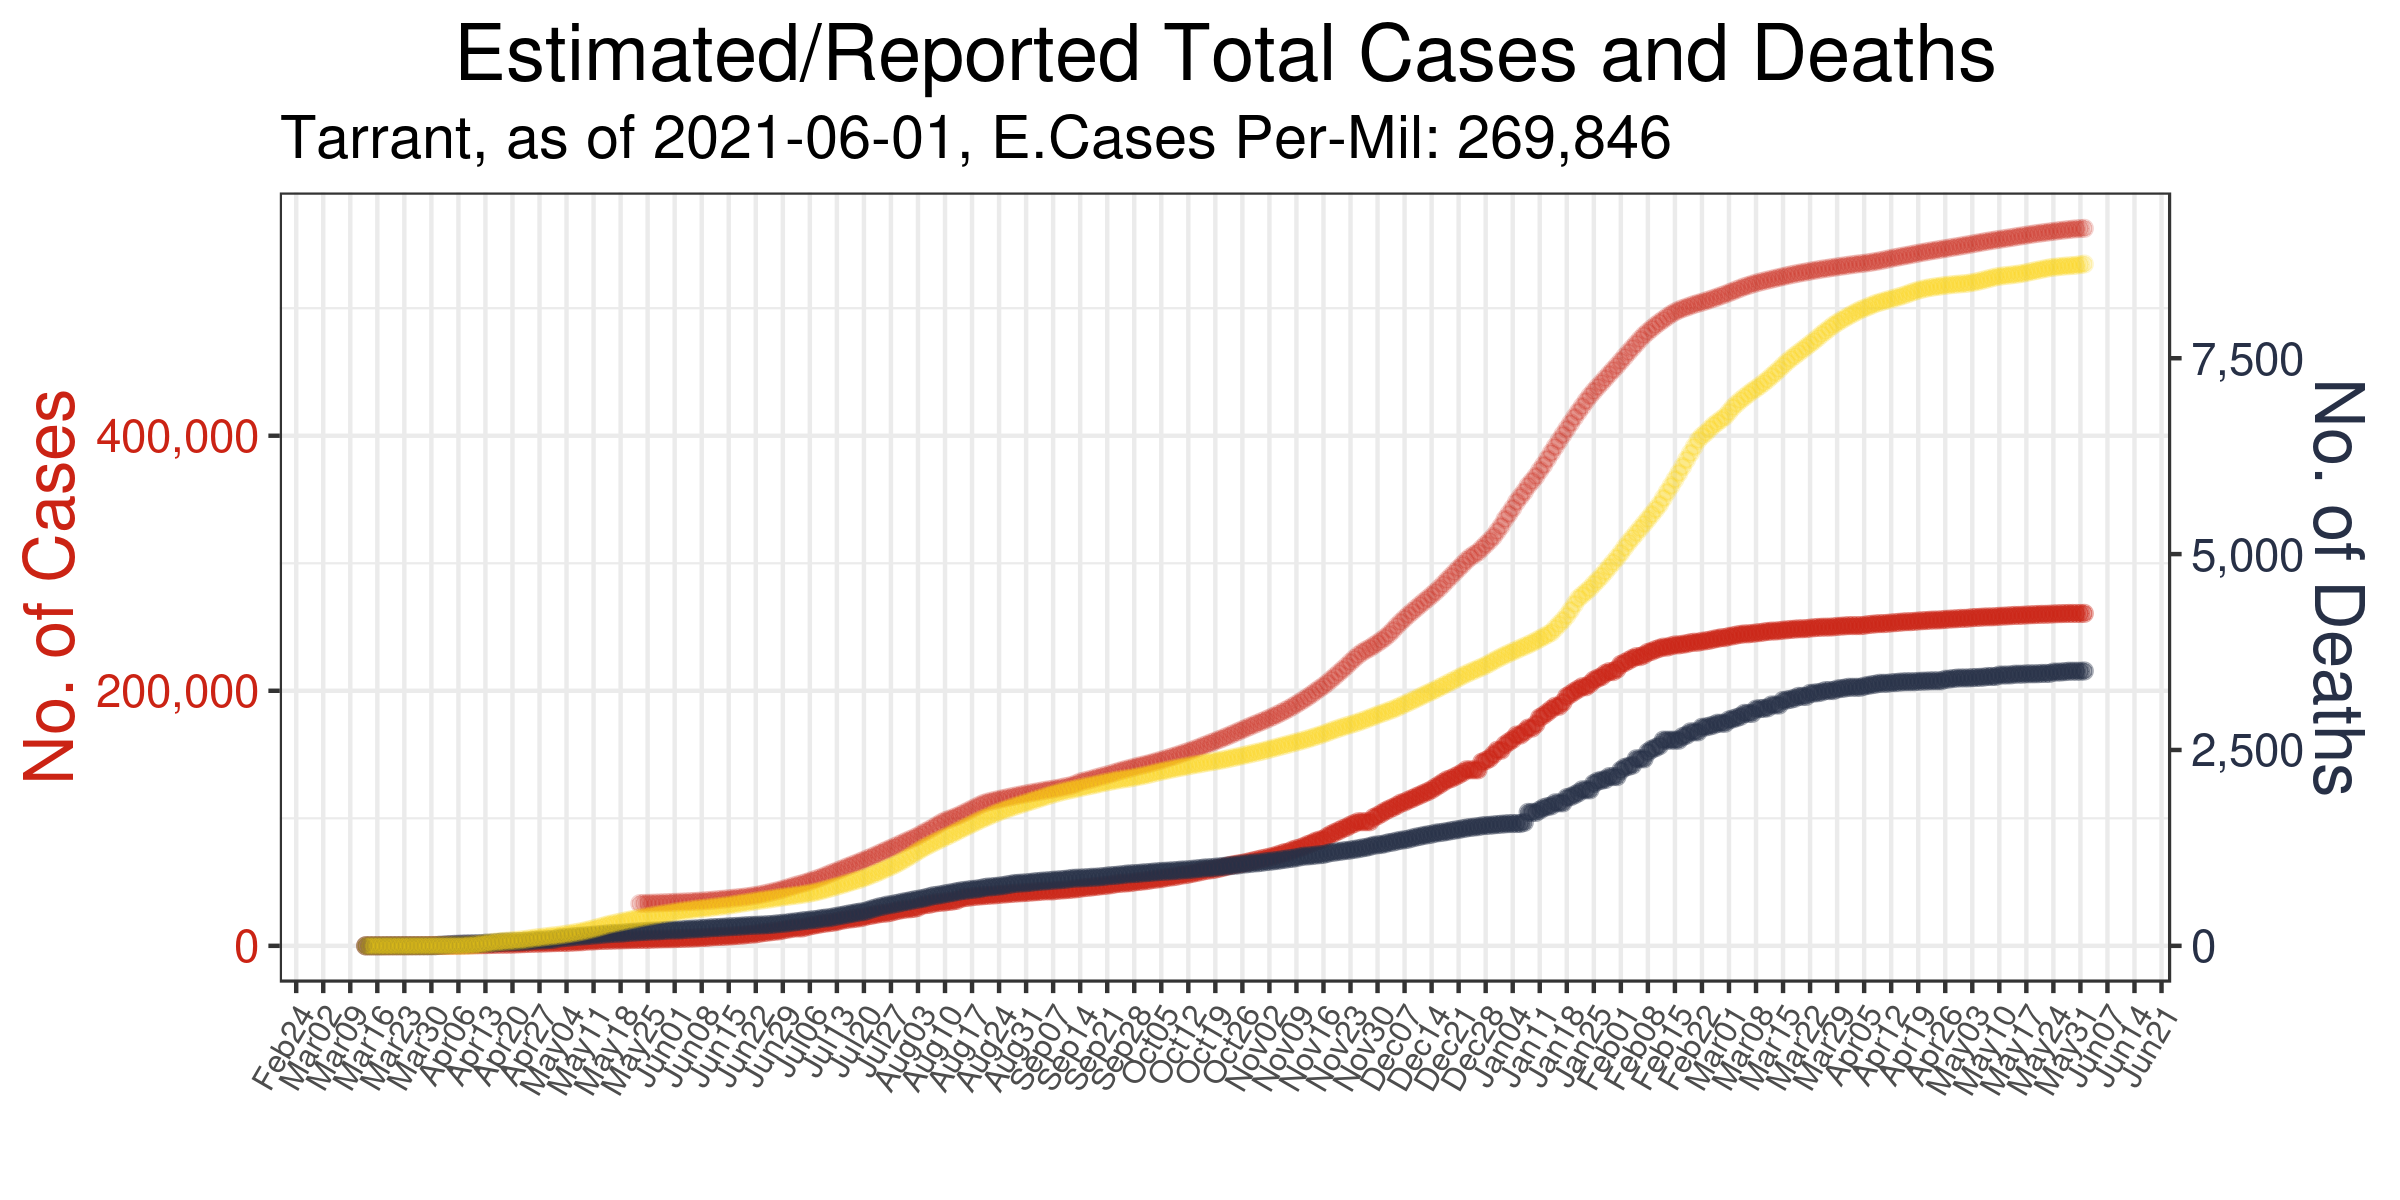 Estimated/Reported Total Cases and Deaths
Tarrant, as of 2021-06-01, E.Cases Per-Mil: 269,846
No. of Cases
400,000
200,000
0
7,500
5,000
2,500
0
No. of Deaths
Feb24
Mar02
Mar09
Mar16
Mar23
Mar30
Apr06
Apr13
Apr20
Apr27
May04
May11
May18
May25
Jun01
Jun08
Jun15
Jun22
Jun29
Jul06
Jul13
Jul20
Jul27
Aug03
Aug10
Aug17
Aug24
Aug31
Sep07
Sep14
Sep21
Sep28
Oct05
Oct12
Oct19
Oct26
Nov02
Nov09
Nov16
Nov23
Nov30
Dec07
Dec14
Dec21
Dec28
Jan04
Jan11
Jan18
Jan25
Feb01
Feb08
Feb15
Feb22
Mar01
Mar08
Mar15
Mar22
Mar29
Apr05
Apr12
Apr19
Apr26
May03
May10
May17
May24
May31
Jun07
Jun14
Jun21